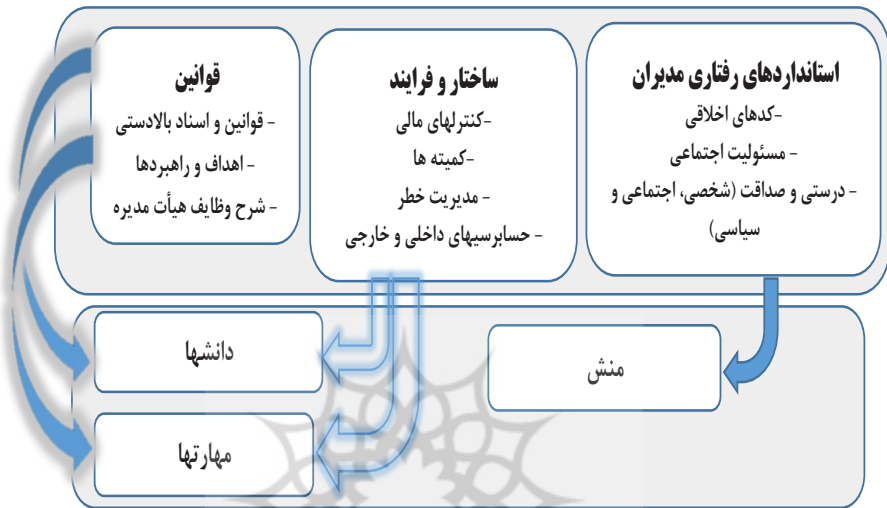 استانداردهای رفتاری مدیران
-کدهای اخلاقی
- مسئولیت اجتماعی
- درستی و صداقت (شخصی، اجتماعی و
سیاسی)
ساختار و فرایند
-کنترلهای مالی
-کمیته ها
- مدیریت خطر
- حسابرسیهای داخلی و خارجی
قوانین
- قوانین و اسناد بالادستی
- اهداف و راهبردها
- شرح وظایف هیأت مدیره
منش
دانشها
مهارتها